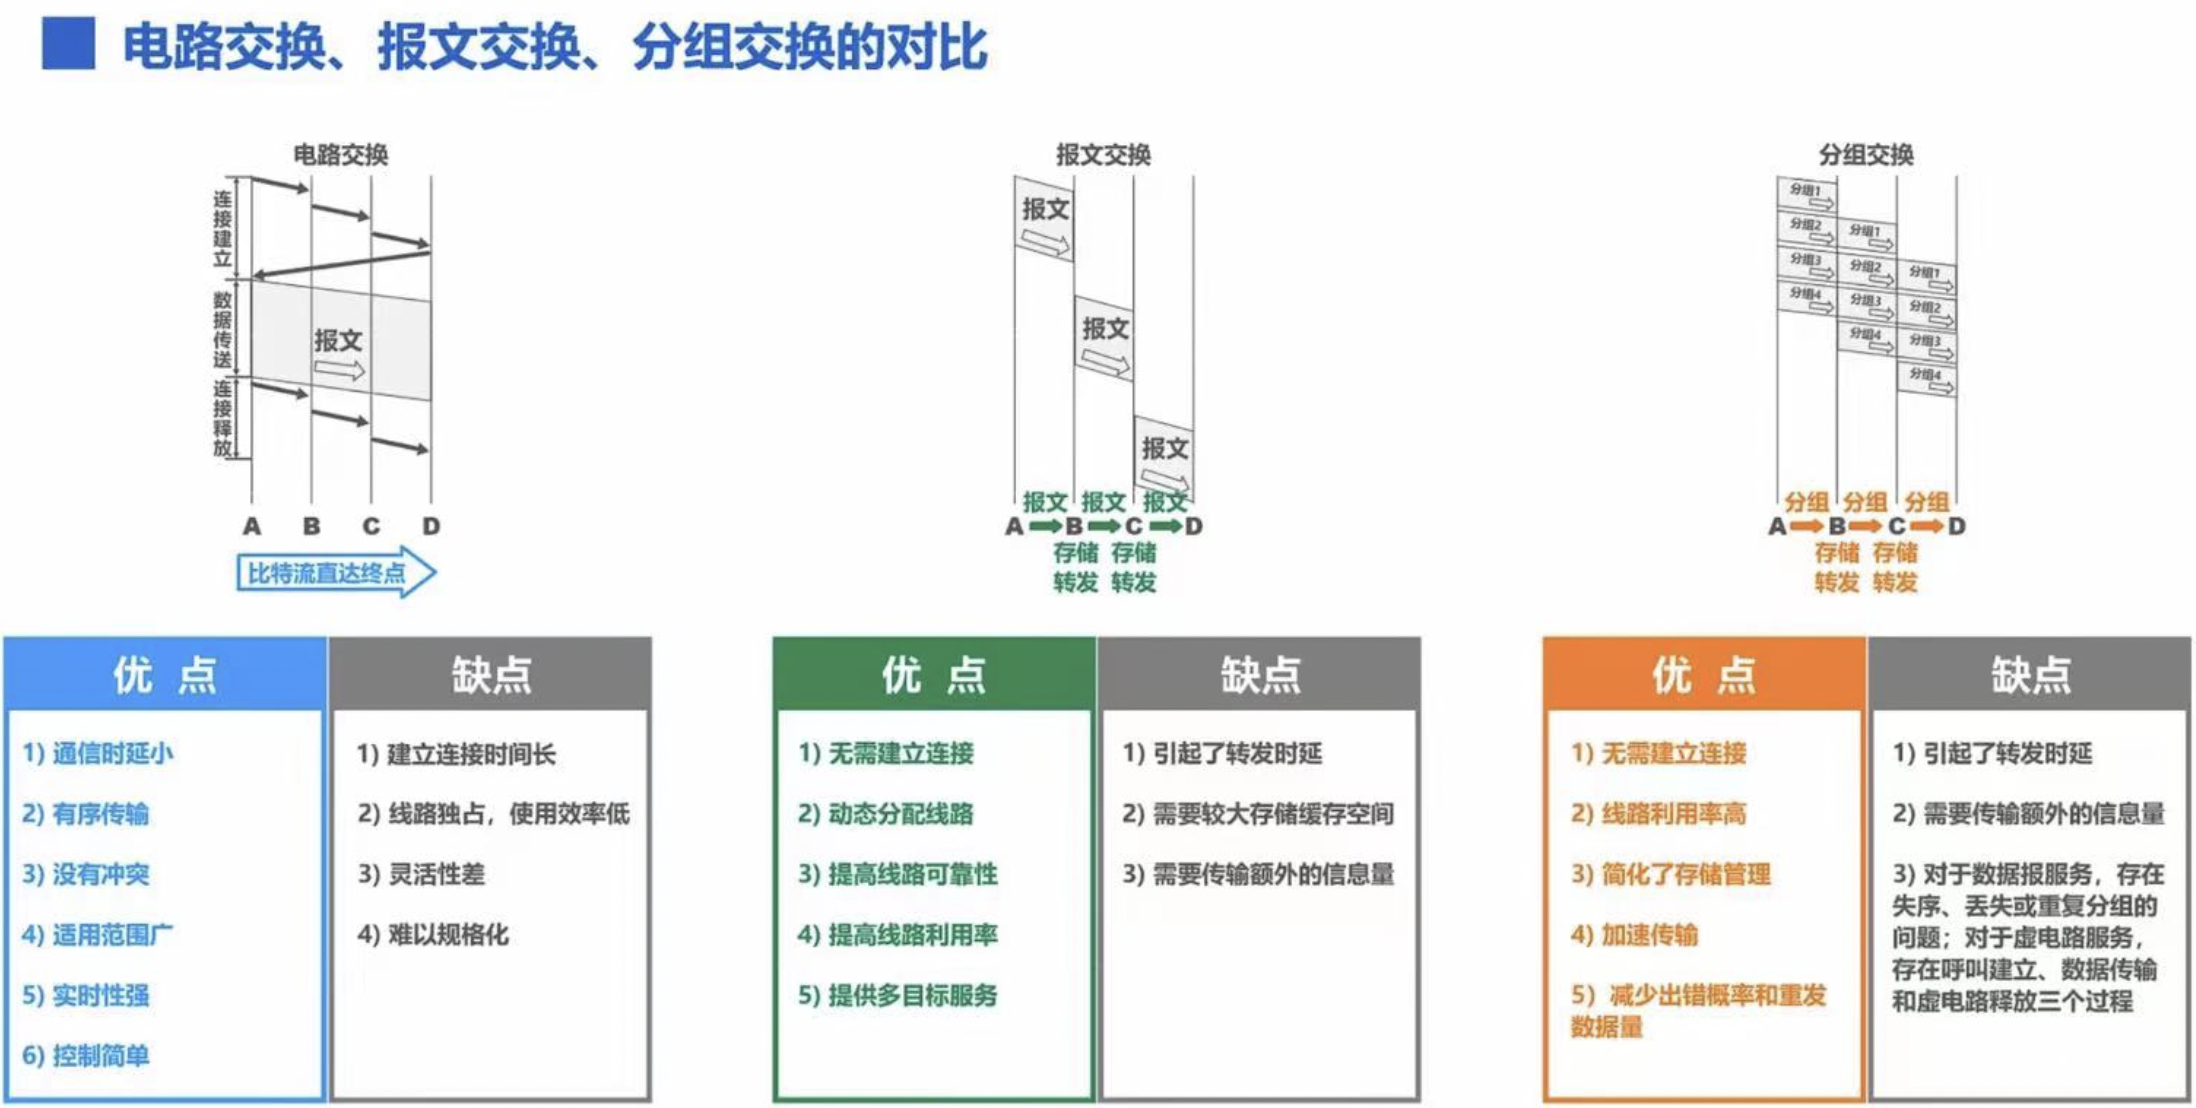 电路交换、报文交换、分组交换的对比
电路交换
连接建立
数据传送
连接释放
报文
A B C D
比特流直达终点
报文交换
报文
报文
报文
报文 报文 报文
A B C D
存储 存储
转发 转发
分组交换
分组1
分组2 分组1
分组3 分组2 分组1
分组4 分组3 分组2
分组4 分组3
分组4
分组 分组 分组
A B C D
存储 存储
转发 转发
优 点
1) 通信时延小
2) 有序传输
3) 没有冲突
4) 适用范围广
5) 实时性强
6) 控制简单
缺点
1) 建立连接时间长
2) 线路独占，使用效率低
3) 灵活性差
4) 难以规格化
优 点
1) 无需建立连接
2) 动态分配线路
3) 提高线路可靠性
4) 提高线路利用率
5) 提供多目标服务
缺点
1) 引起了转发时延
2) 需要较大存储缓存空间
3) 需要传输额外的信息量
优 点
1) 无需建立连接
2) 线路利用率高
3) 简化了存储管理
4) 加速传输
5）减少出错概率和重发
数据量
缺点
1) 引起了转发时延
2) 需要传输额外的信息量
3) 对于数据报服务，存在
失序、丢失或重复分组的
问题；对于虚电路服务，
存在呼叫建立、数据传输
和虚电路释放三个过程